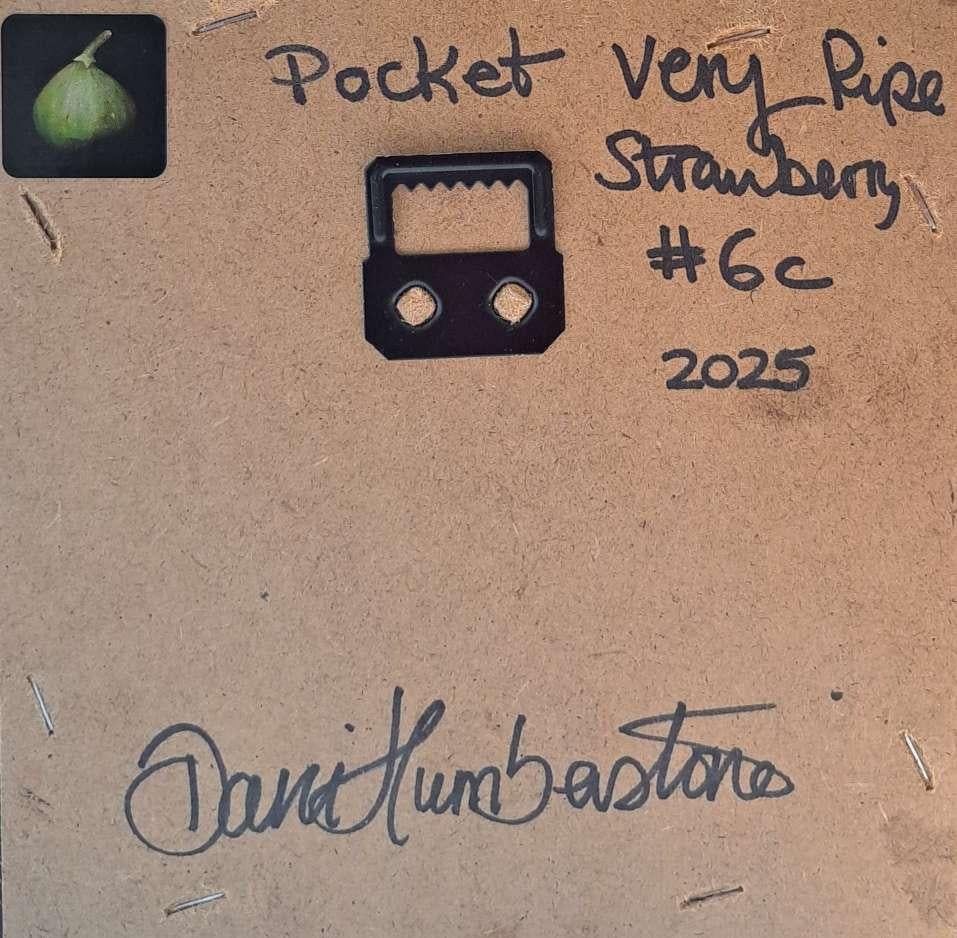 Pocket Very Ripe
Strawberry
#6c
2025
Dani Humberstone